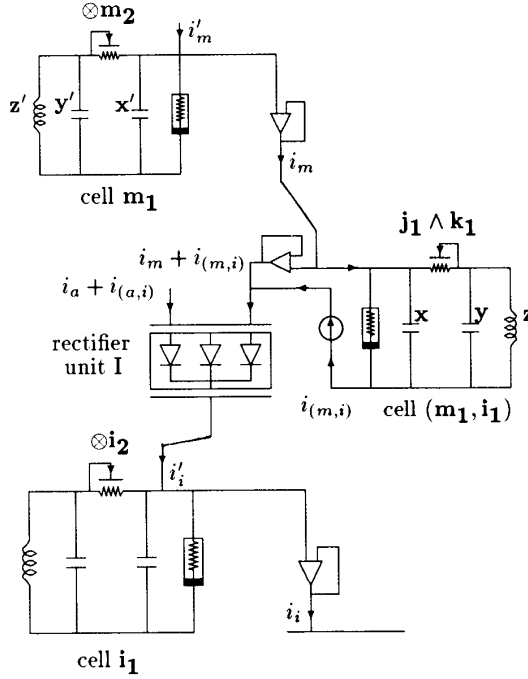 ⊗m₂
i′ₘ
z′ y′ x′
cell m₁
iₘ
j₁ ∧ k₁
iₘ + i₍ₘ,ᵢ₎
iₐ + i₍ₐ,ᵢ₎
x y z
rectifier
unit I
i₍ₘ,ᵢ₎
cell (m₁, i₁)
⊗i₂
i′ᵢ
iᵢ
cell i₁